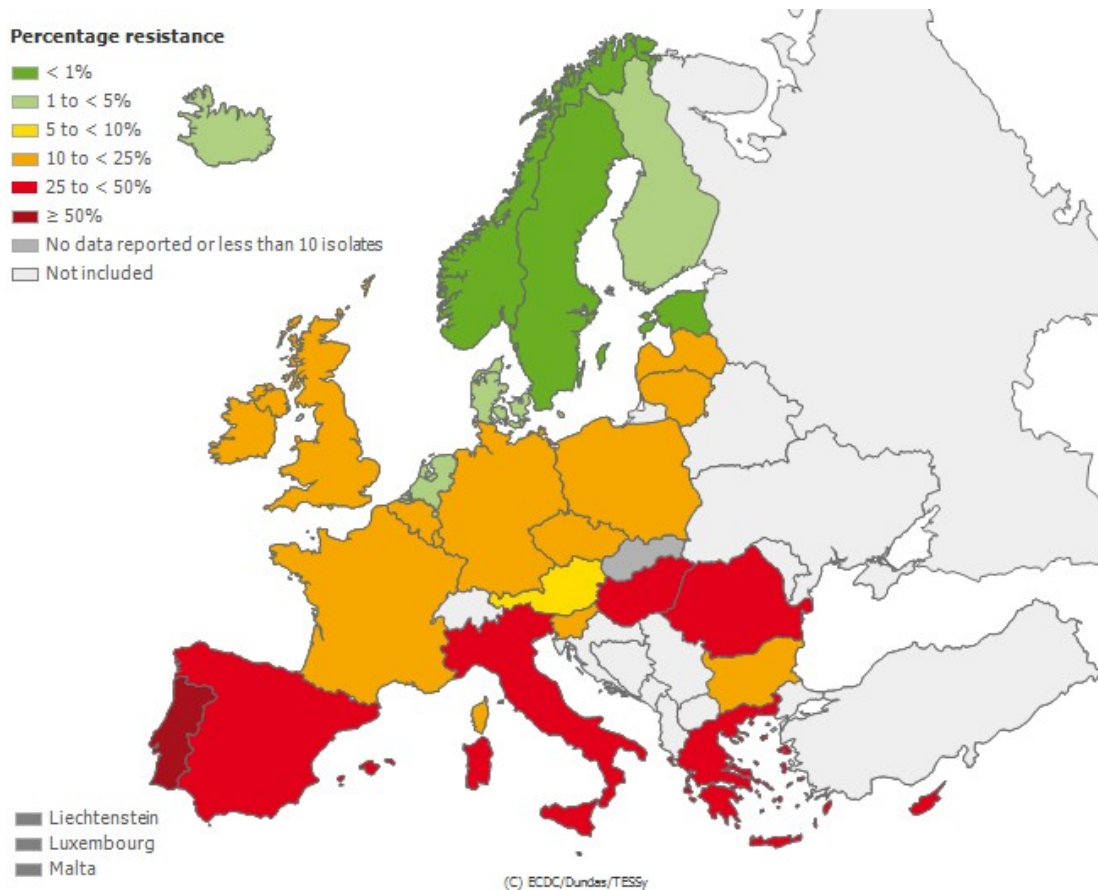 Percentage resistance
< 1%
1 to < 5%
5 to < 10%
10 to < 25%
25 to < 50%
≥ 50%
No data reported or less than 10 isolates
Not included
Liechtenstein
Luxembourg
Malta
(C) ECDC/Dundas/TESSy